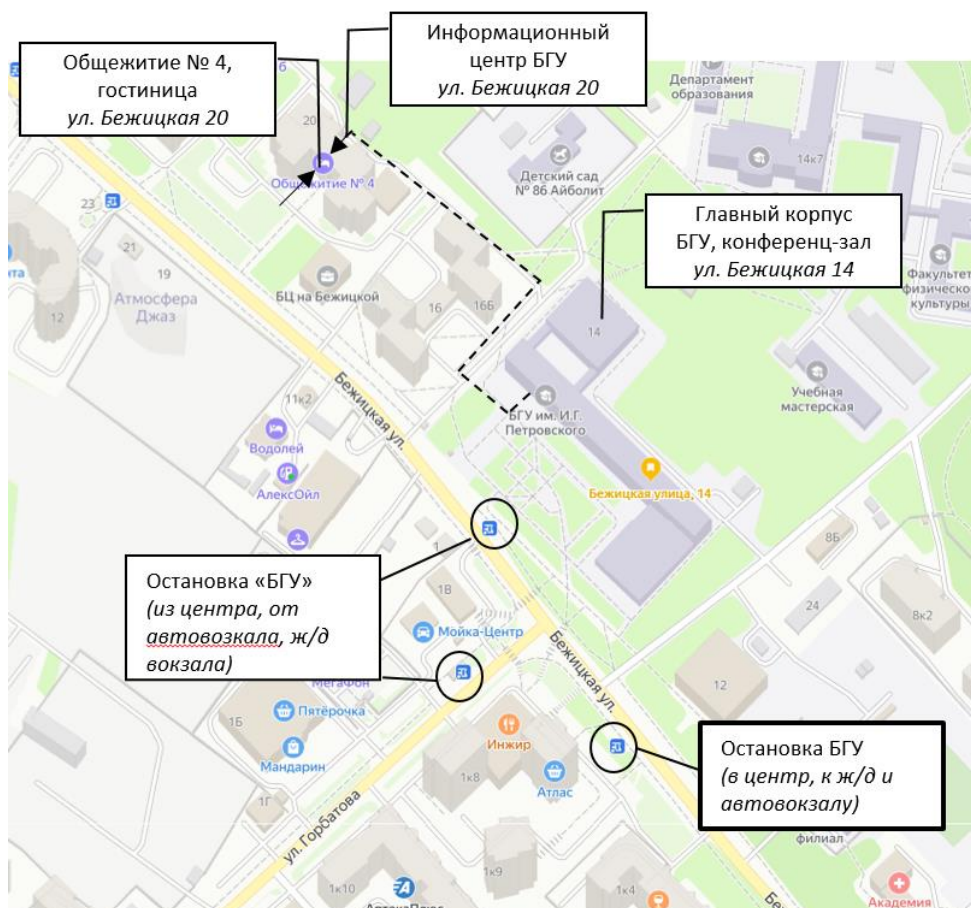 Общежитие № 4,
гостиница
ул. Бежицкая 20
Информационный
центр БГУ
ул. Бежицкая 20
Департамент
образования
6
20
14к7
Общежитие № 4
Детский сад
№ 86 Айболит
23
21
19
Атмосфера
Джаз
12
БЦ на Бежицкой
16
16Б
Главный корпус
БГУ, конференц-зал
ул. Бежицкая 14
Факультет
физической
культуры
14
Учебная
мастерская
11к2
Бежицкая ул.
БГУ им. И.Г.
Петровского
Водолей
АлексОйл
Бежицкая улица, 14
Остановка «БГУ»
(из центра, от
автовозкала, ж/д
вокзала)
1
1В
8Б
24
8к2
Мойка-Центр
МегаФон
Бежицкая ул.
12
1Б
Пятёрочка
Мандарин
Инжир
1к8
Атлас
Остановка БГУ
(в центр, к ж/д и
автовокзалу)
1Г
ул. Горбатова
филиал
1к9
1к10
1к4
Академия